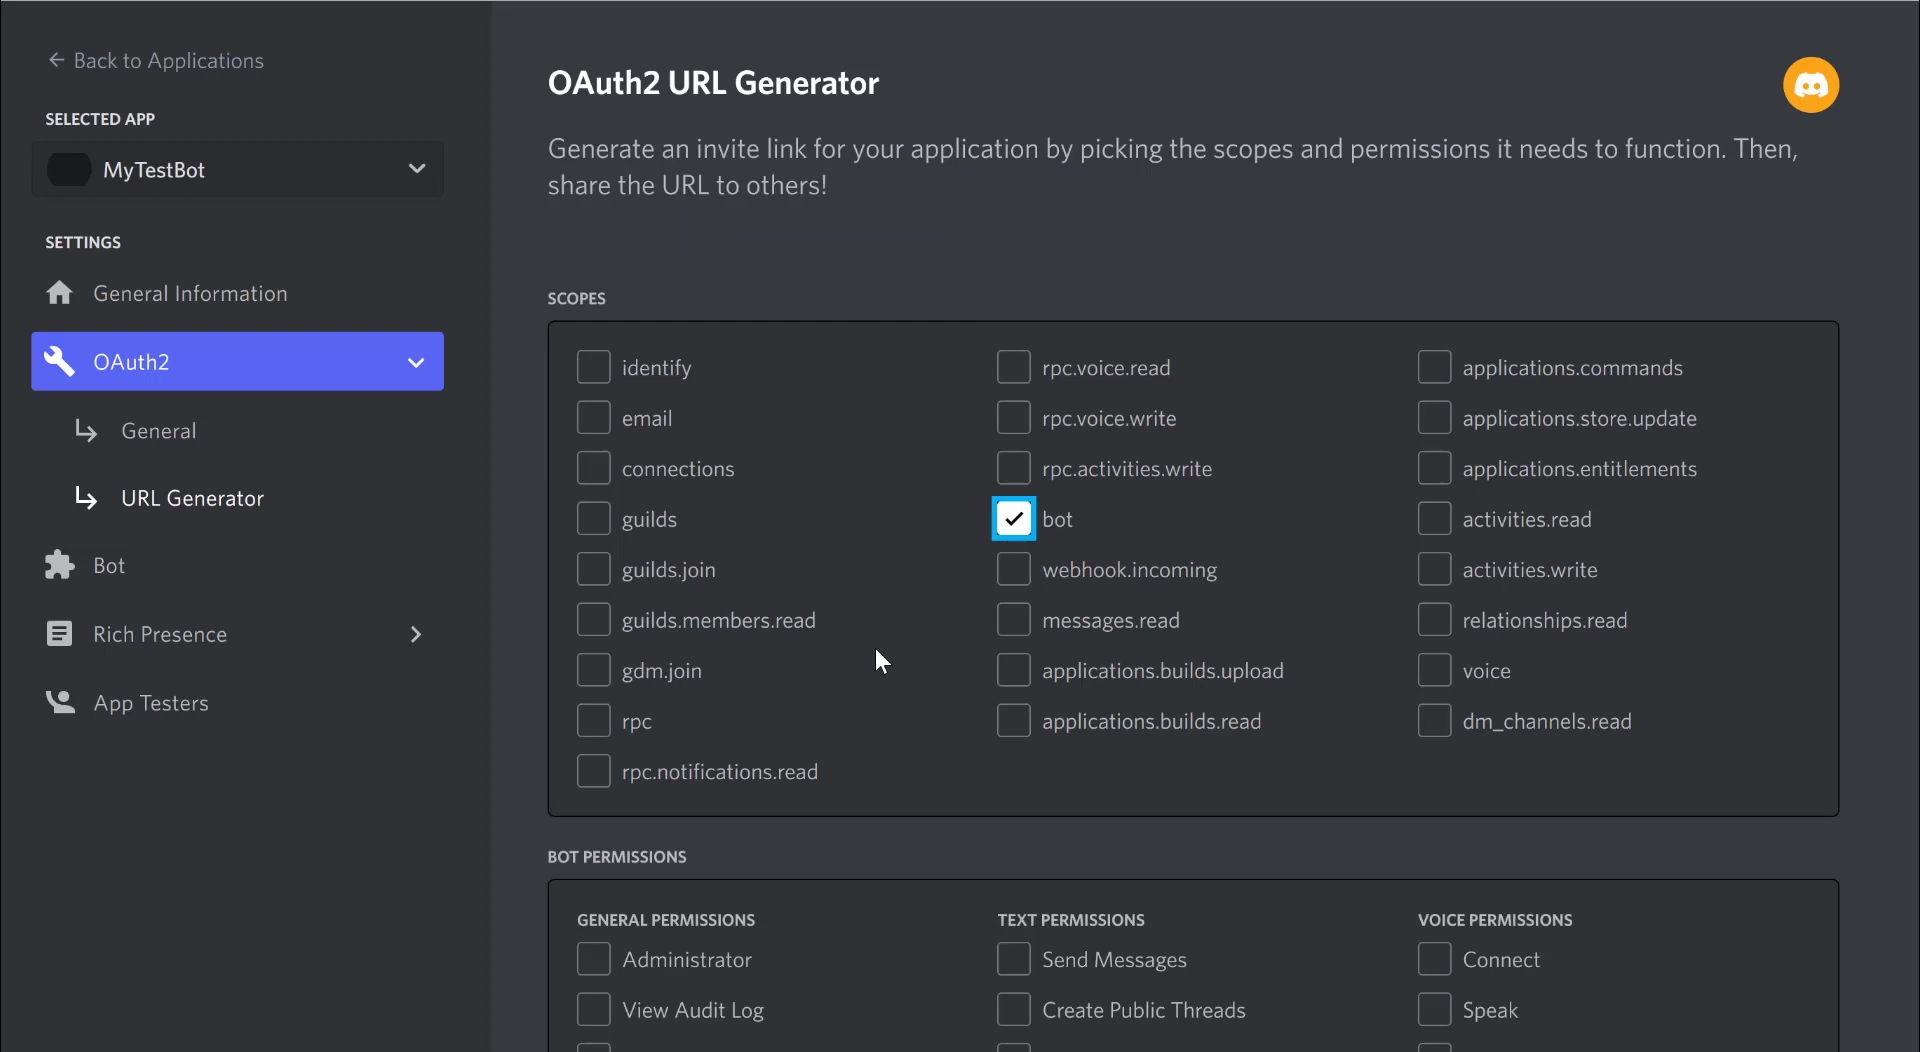 Back to Applications
SELECTED APP
MyTestBot
SETTINGS
General Information
OAuth2
General
URL Generator
Bot
Rich Presence
App Testers
OAuth2 URL Generator
Generate an invite link for your application by picking the scopes and permissions it needs to function. Then,
share the URL to others!
SCOPES
identify
email
connections
guilds
guilds.join
guilds.members.read
gdm.join
rpc
rpc.notifications.read
rpc.voice.read
rpc.voice.write
rpc.activities.write
bot
webhook.incoming
messages.read
applications.builds.upload
applications.builds.read
applications.commands
applications.store.update
applications.entitlements
activities.read
activities.write
relationships.read
voice
dm_channels.read
BOT PERMISSIONS
GENERAL PERMISSIONS
Administrator
View Audit Log
TEXT PERMISSIONS
Send Messages
Create Public Threads
VOICE PERMISSIONS
Connect
Speak